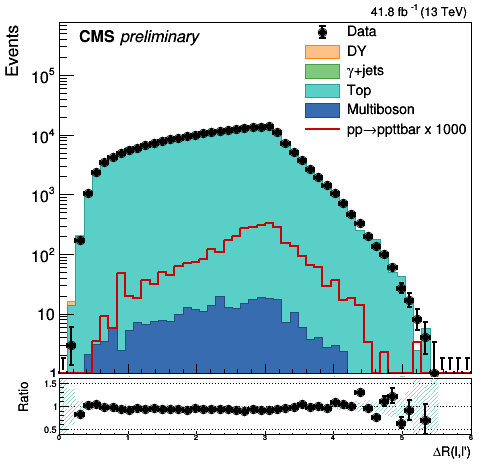 41.8 fb⁻¹ (13 TeV)
CMS preliminary
Events
Data
DY
γ+jets
Top
Multiboson
pp→ppttbar x 1000
10⁵
10⁴
10³
10²
10
1
Ratio
1.5
1
0.5
0 1 2 3 4 5 6
ΔR(l,l')